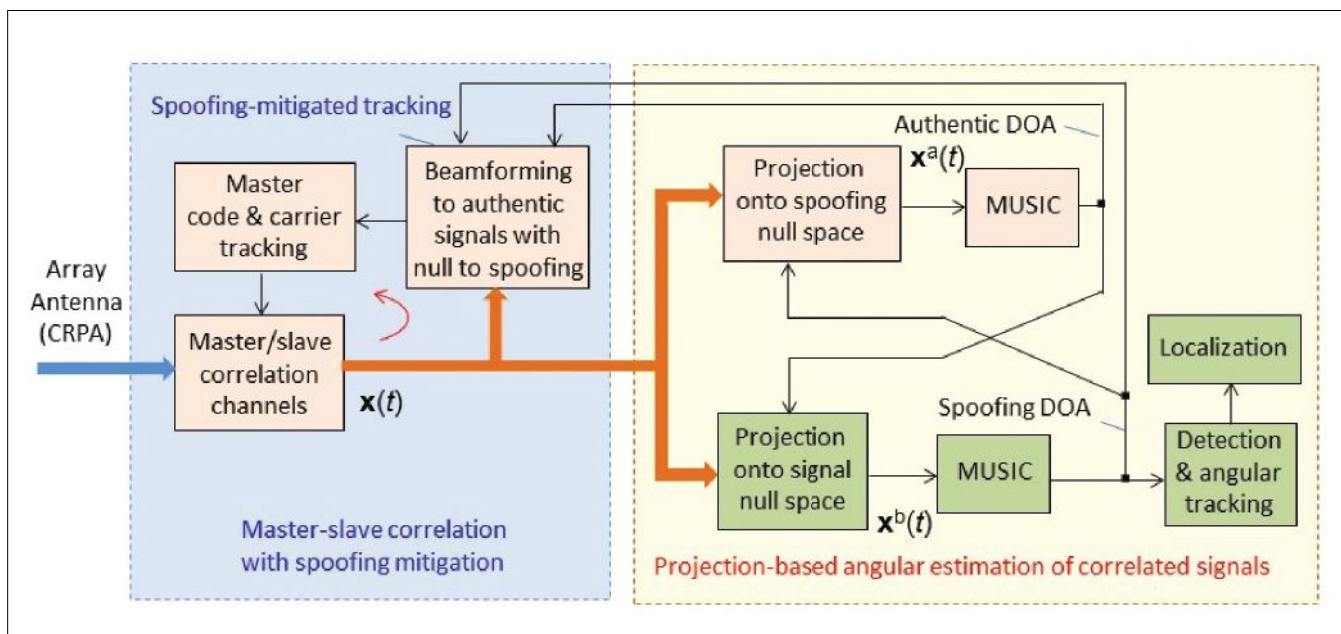 Spoofing-mitigated tracking
Master
code & carrier
tracking
Beamforming
to authentic
signals with
null to spoofing
Array
Antenna
(CRPA)
Master/slave
correlation
channels
x(t)
Master-slave correlation
with spoofing mitigation
Authentic DOA
Projection
onto spoofing
null space
xᵃ(t)
MUSIC
Localization
Spoofing DOA
Projection
onto signal
null space
xᵇ(t)
MUSIC
Detection
& angular
tracking
Projection-based angular estimation of correlated signals